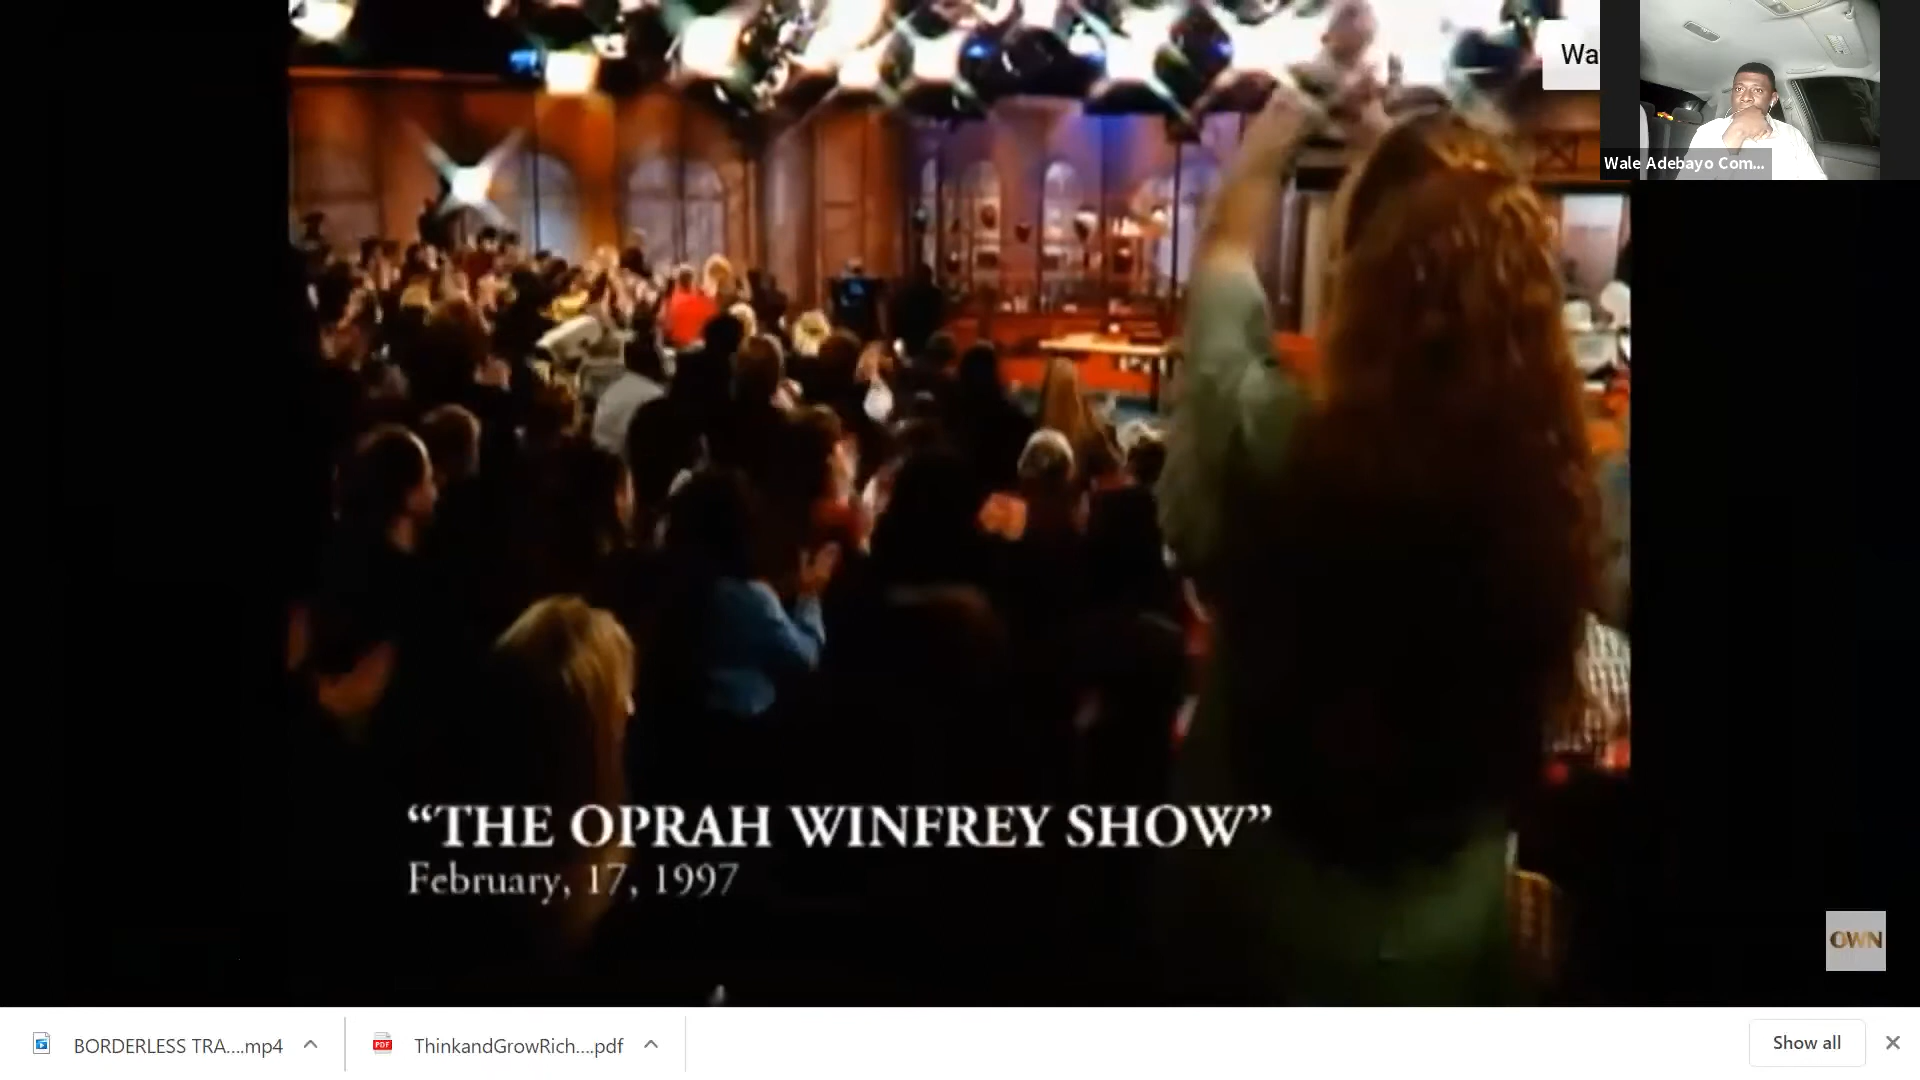 Wa
Wale Adebayo Com...
“THE OPRAH WINFREY SHOW”
February, 17, 1997
OWN
BORDERLESS TRA....mp4
PDF
ThinkandGrowRich....pdf
Show all